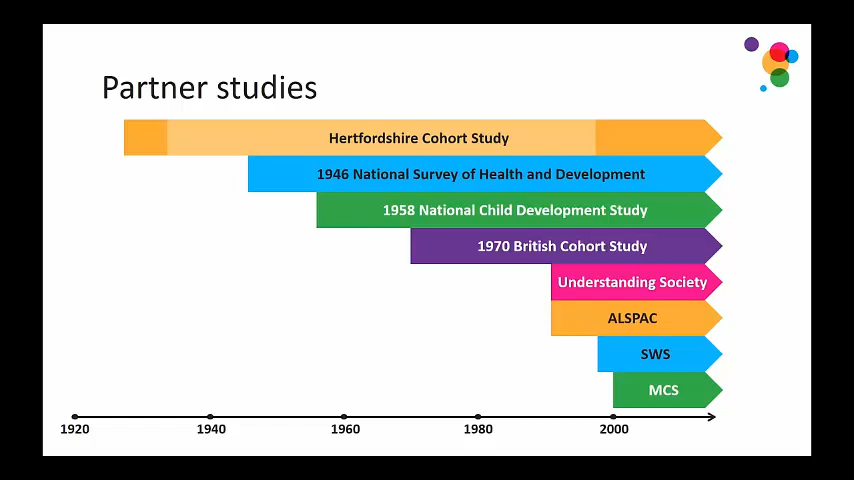 Partner studies
Hertfordshire Cohort Study
1946 National Survey of Health and Development
1958 National Child Development Study
1970 British Cohort Study
Understanding Society
ALSPAC
SWS
MCS
1920 1940 1960 1980 2000